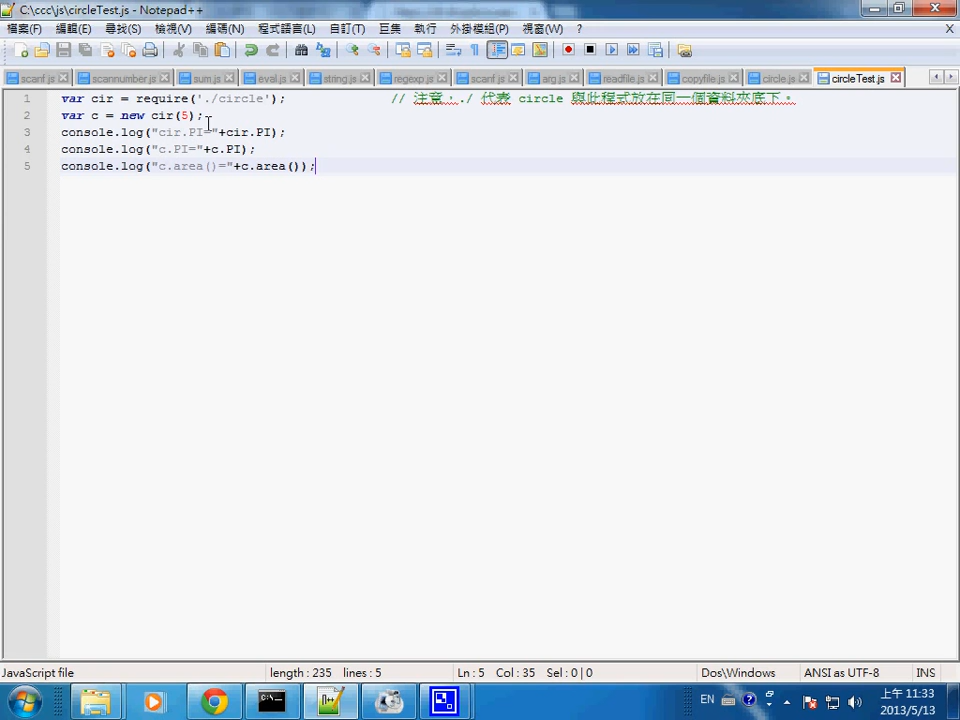 C:\ccc\js\circleTest.js - Notepad++
檔案(F) 編輯(E) 尋找(S) 檢視(V) 編碼(N) 程式語言(L) 自訂(T) 巨集 執行 外掛模組(P) 視窗(W) ? X
scanf.js scannumber.js sum.js eval.js string.js regexp.js scanf.js arg.js readfile.js copyfile.js circle.js circleTest.js
1 var cir = require('./circle'); // 注意，./ 代表 circle 與此程式放在同一個資料夾底下。
2 var c = new cir(5);
3 console.log("cir.PI="+cir.PI);
4 console.log("c.PI="+c.PI);
5 console.log("c.area()="+c.area());
JavaScript file length : 235 lines : 5 Ln : 5 Col : 35 Sel : 0 | 0 Dos\Windows ANSI as UTF-8 INS
EN 上午 11:33
2013/5/13